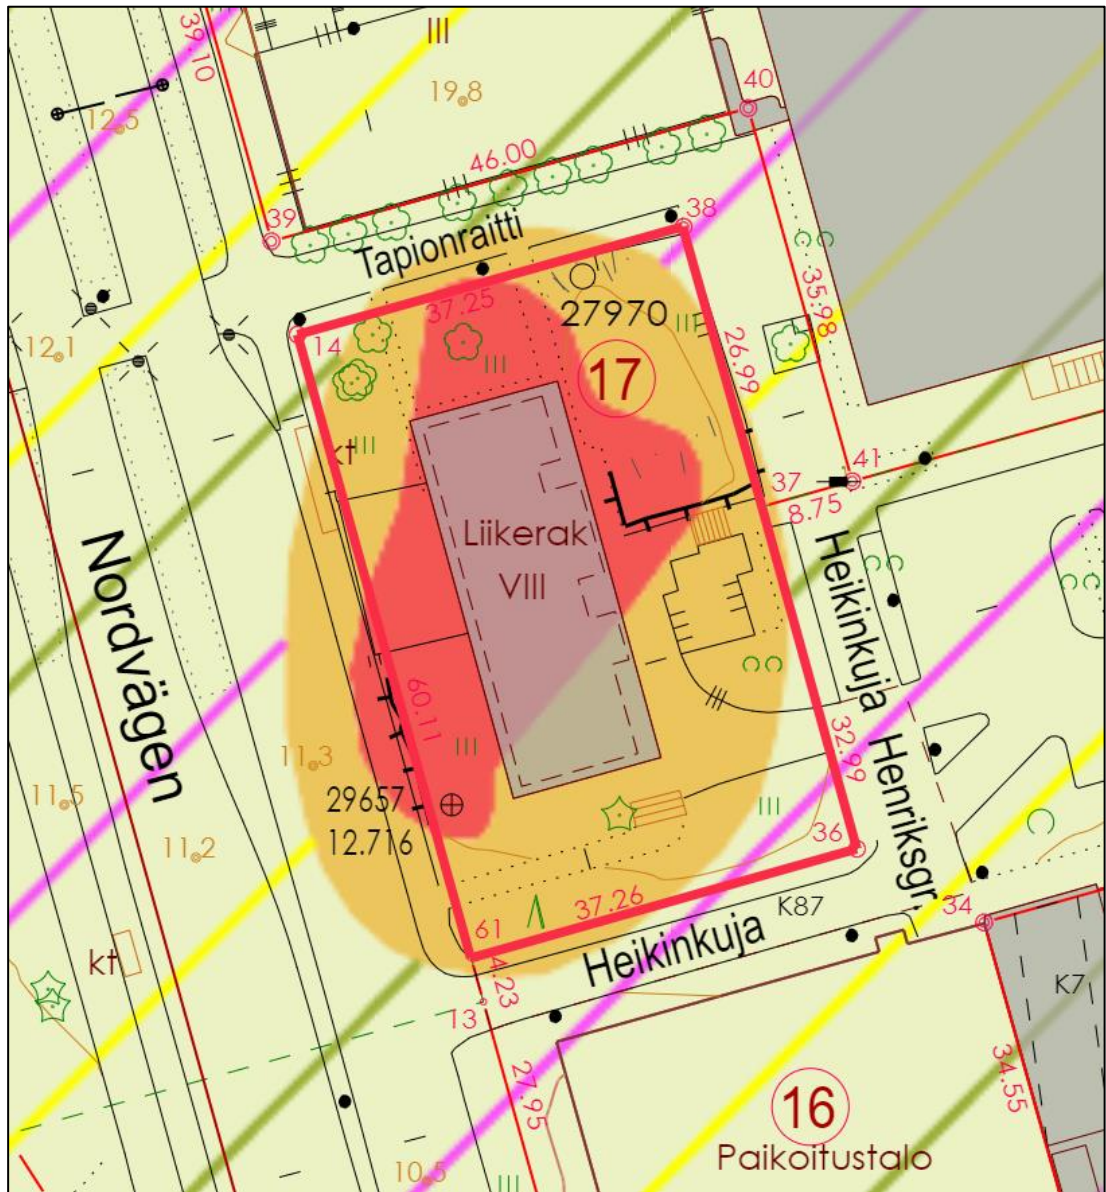 39.10
III
40
12.5
19.8
46.00
39
38
Tapionraitti
37.25
27970
III
35.98
14
12.1
III
17
26.99
kt
III
41
37
8.75
Liikerak
VIII
Nordvägen
Heikinkuja
60.11
III
11.3
32.99
Henriksgr.
11.5
29657
12.716
III
11.2
36
37.26
K87
34
61
Heikinkuja
kt
4.23
13
K7
27.95
34.55
16
Paikoitustalo
10.5
III